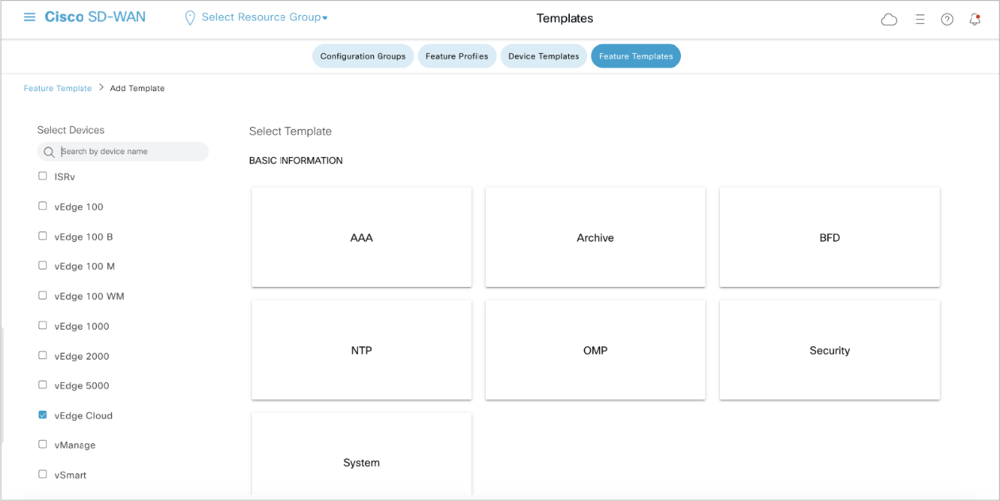 Cisco SD-WAN
Select Resource Group
Templates
Configuration Groups
Feature Profiles
Device Templates
Feature Templates
Feature Template > Add Template
Select Devices
Search by device name
ISRv
vEdge 100
vEdge 100 B
vEdge 100 M
vEdge 100 WM
vEdge 1000
vEdge 2000
vEdge 5000
vEdge Cloud
vManage
vSmart
Select Template
BASIC INFORMATION
AAA
Archive
BFD
NTP
OMP
Security
System